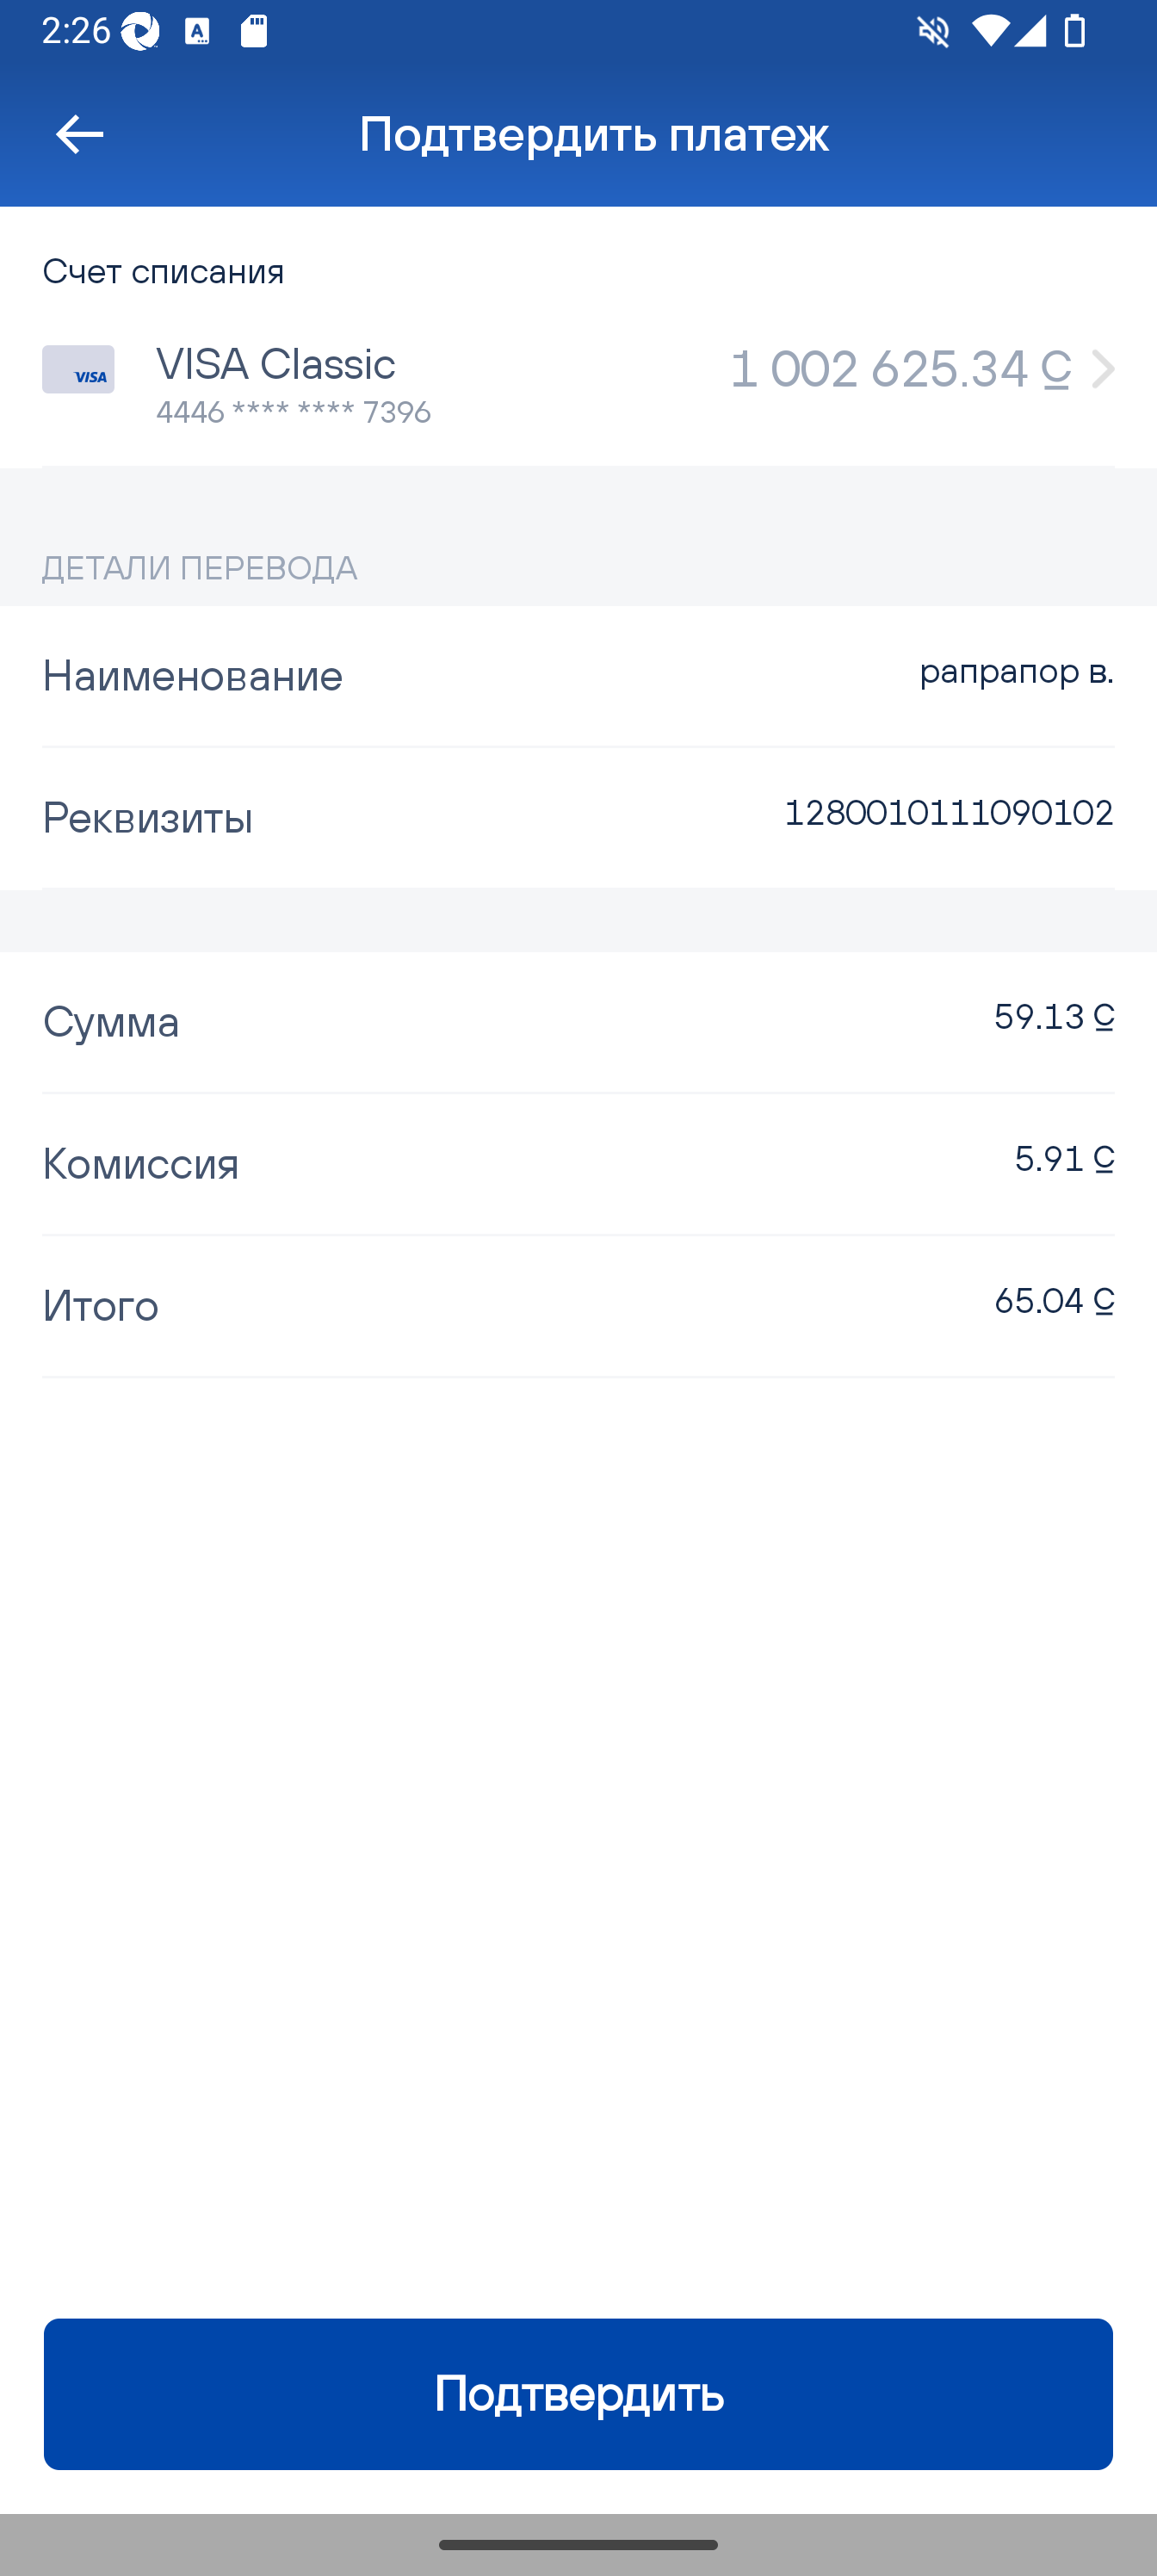 2:26
Подтвердить платеж
Счет списания
VISA
VISA Classic
1 002 625.34 С
4446 **** **** 7396
ДЕТАЛИ ПЕРЕВОДА
Наименование
рапрапор в.
Реквизиты
1280010111090102
Сумма
59.13 С
Комиссия
5.91 С
Итого
65.04 С
Подтвердить